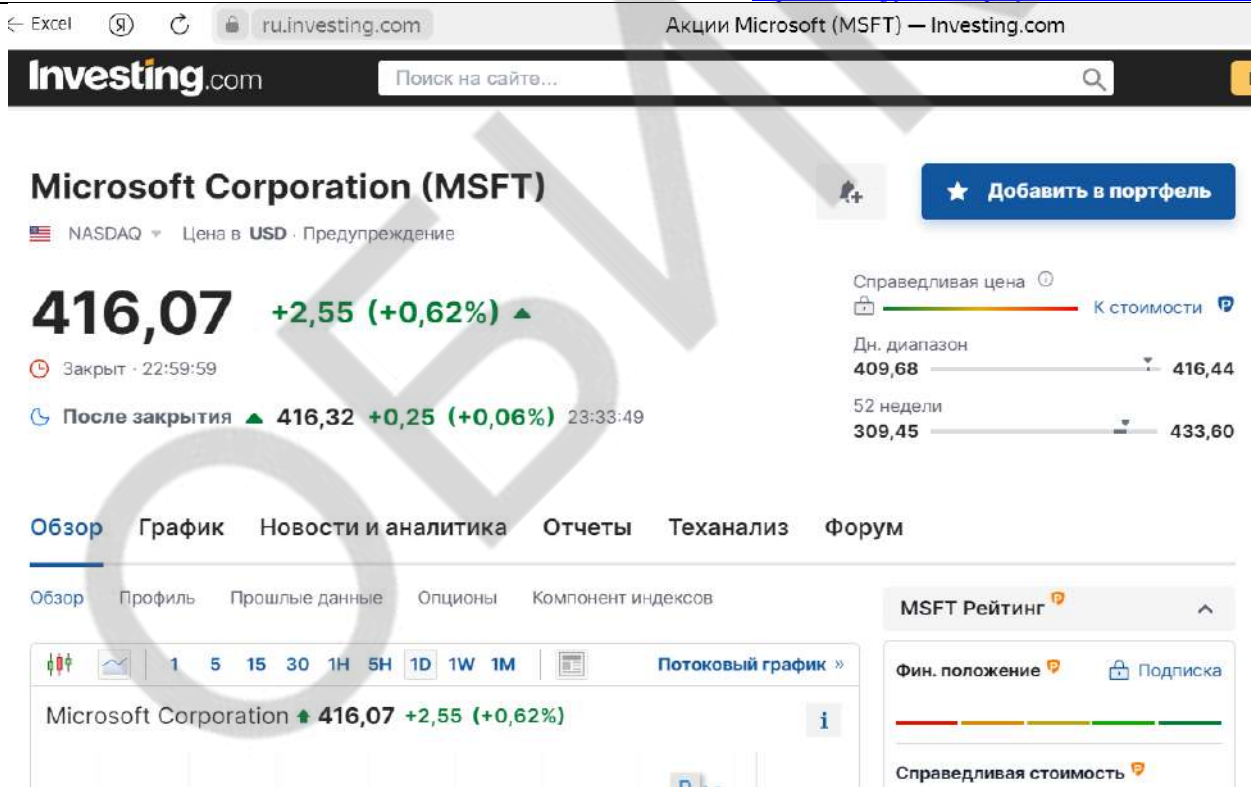 ← Excel Я ru.investing.com Акции Microsoft (MSFT) — Investing.com
Investing.com Поиск на сайте...
Microsoft Corporation (MSFT)
Добавить в портфель
NASDAQ Цена в USD · Предупреждение
416,07 +2,55 (+0,62%)
Закрыт · 22:59:59
После закрытия 416,32 +0,25 (+0,06%) 23:33:49
Справедливая цена
К стоимости
Дн. диапазон
409,68 416,44
52 недели
309,45 433,60
Обзор График Новости и аналитика Отчеты Теханализ Форум
Обзор Профиль Прошлые данные Опционы Компонент индексов
1 5 15 30 1H 5H 1D 1W 1M Потоковый график »
Microsoft Corporation 416,07 +2,55 (+0,62%) i
MSFT Рейтинг
Фин. положение Подписка
Справедливая стоимость